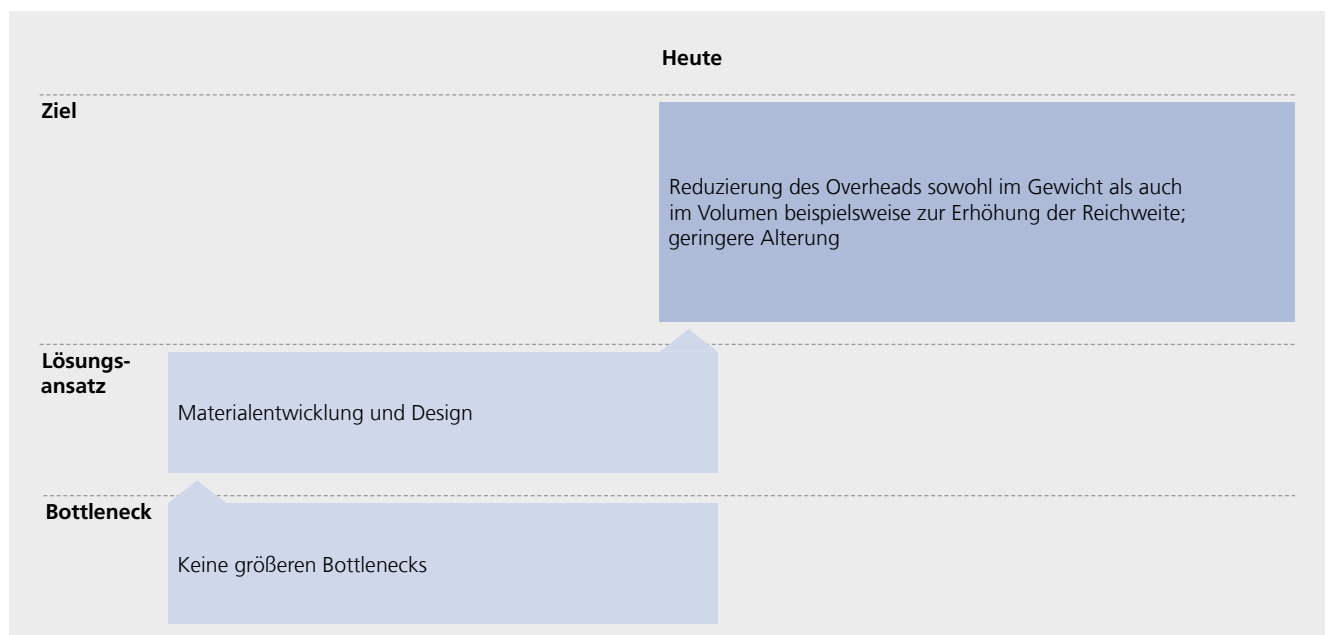 Heute
Ziel
Reduzierung des Overheads sowohl im Gewicht als auch
im Volumen beispielsweise zur Erhöhung der Reichweite;
geringere Alterung
Lösungs-
ansatz
Materialentwicklung und Design
Bottleneck
Keine größeren Bottlenecks